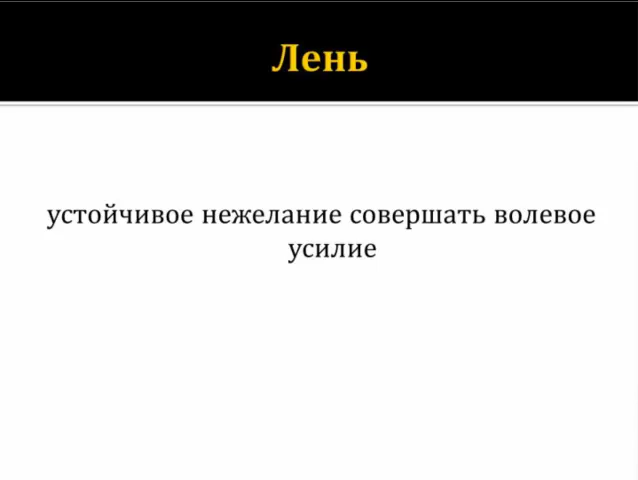 Лень
устойчивое нежелание совершать волевое
усилие